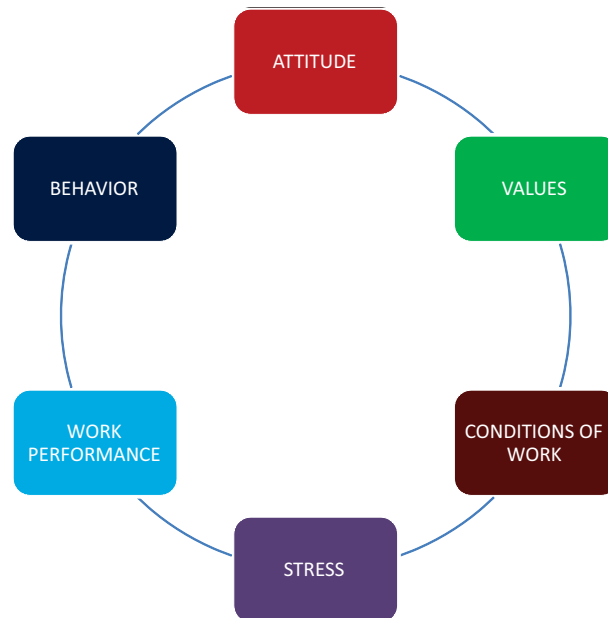 ATTITUDE
VALUES
CONDITIONS OF
WORK
STRESS
WORK
PERFORMANCE
BEHAVIOR